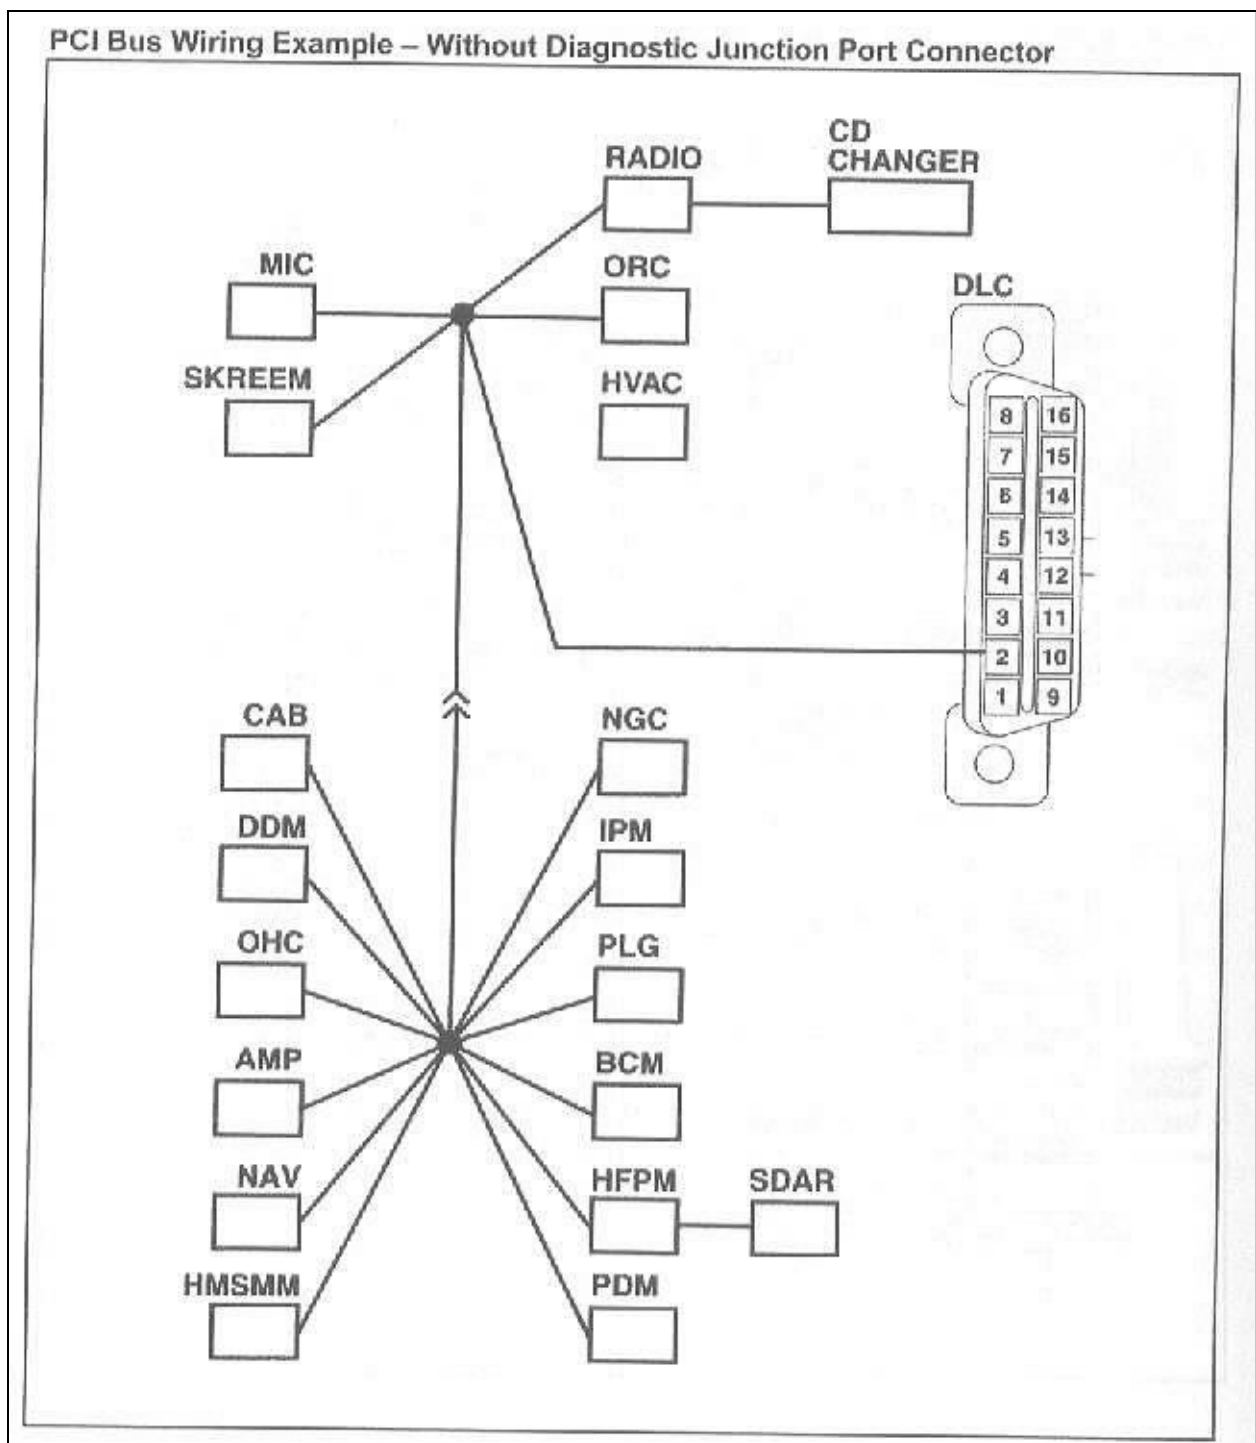 PCI Bus Wiring Example – Without Diagnostic Junction Port Connector
RADIO
CD
CHANGER
MIC
ORC
DLC
SKREEM
HVAC
8 16
7 15
6 14
5 13
4 12
3 11
2 10
1 9
CAB
NGC
DDM
IPM
OHC
PLG
AMP
BCM
NAV
HFPM
SDAR
HMSMM
PDM